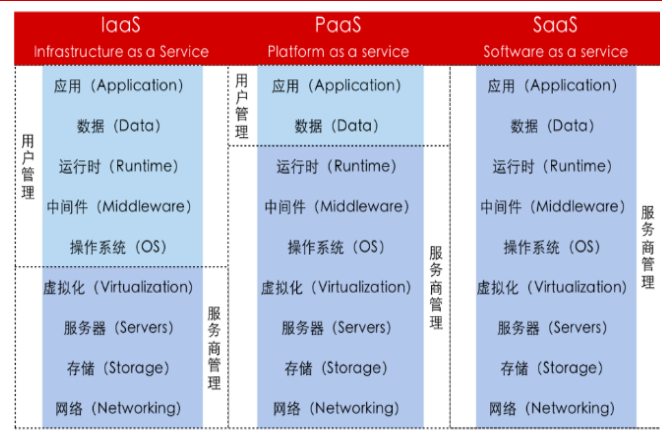 IaaS
Infrastructure as a Service
用户管理
应用（Application）
数据（Data）
运行时（Runtime）
中间件（Middleware）
操作系统（OS）
虚拟化（Virtualization）
服务器（Servers）
存储（Storage）
网络（Networking）
服务商管理
PaaS
Platform as a service
用户管理
应用（Application）
数据（Data）
运行时（Runtime）
中间件（Middleware）
操作系统（OS）
虚拟化（Virtualization）
服务器（Servers）
存储（Storage）
网络（Networking）
服务商管理
SaaS
Software as a service
应用（Application）
数据（Data）
运行时（Runtime）
中间件（Middleware）
操作系统（OS）
虚拟化（Virtualization）
服务器（Servers）
存储（Storage）
网络（Networking）
服务商管理